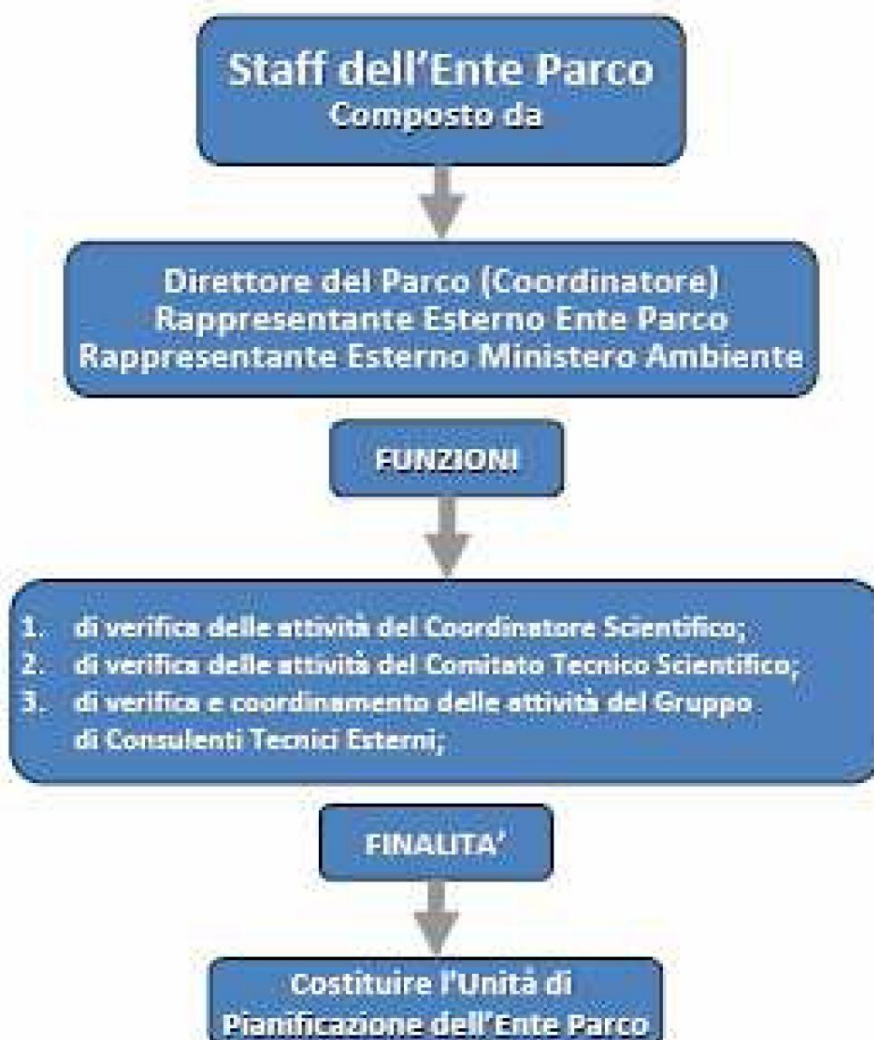 Staff dell'Ente Parco
Composto da
Direttore del Parco (Coordinatore)
Rappresentante Esterno Ente Parco
Rappresentante Esterno Ministero Ambiente
FUNZIONI
1. di verifica delle attività del Coordinatore Scientifico;
2. di verifica delle attività del Comitato Tecnico Scientifico;
3. di verifica e coordinamento delle attività del Gruppo
di Consulenti Tecnici Esterni;
FINALITA'
Costituire l'Unità di
Pianificazione dell'Ente Parco